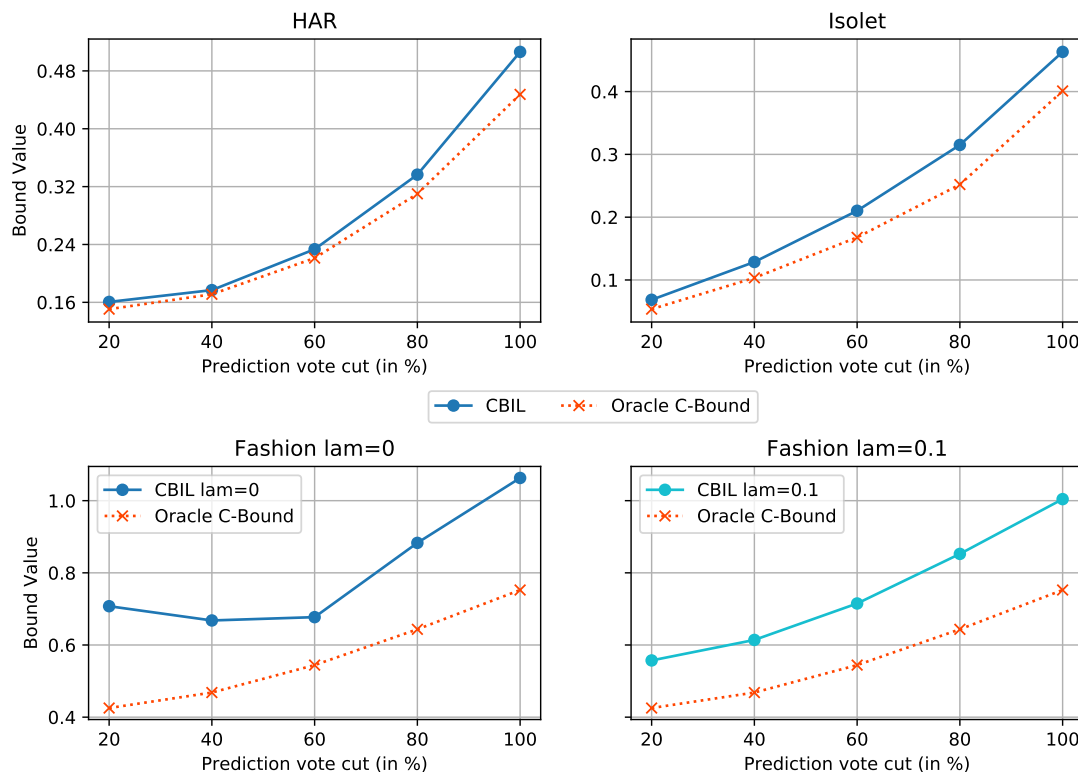 HAR
Isolet
Bound Value
0.48
0.40
0.32
0.24
0.16
20 40 60 80 100
Prediction vote cut (in %)
0.4
0.3
0.2
0.1
20 40 60 80 100
Prediction vote cut (in %)
CBIL Oracle C-Bound
Fashion lam=0
Fashion lam=0.1
Bound Value
1.0
0.8
0.6
0.4
CBIL lam=0
Oracle C-Bound
20 40 60 80 100
Prediction vote cut (in %)
CBIL lam=0.1
Oracle C-Bound
20 40 60 80 100
Prediction vote cut (in %)